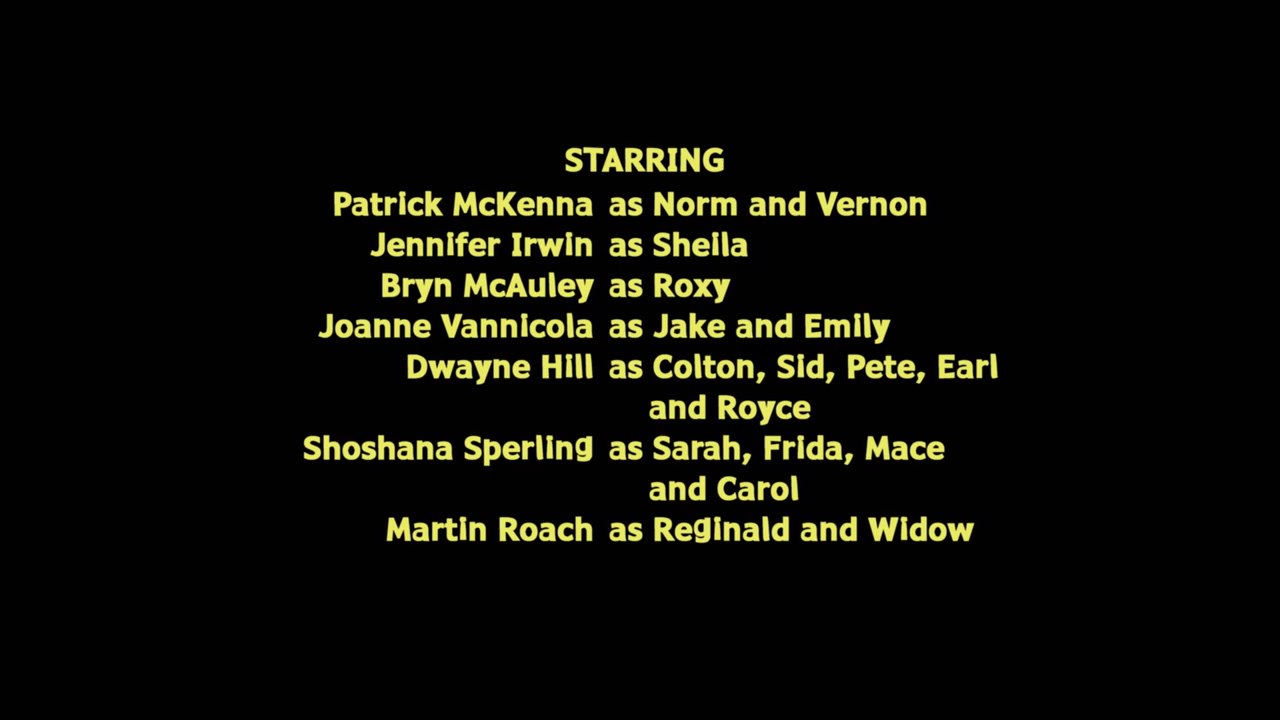 STARRING
Patrick McKenna as Norm and Vernon
Jennifer Irwin as Sheila
Bryn McAuley as Roxy
Joanne Vannicola as Jake and Emily
Dwayne Hill as Colton, Sid, Pete, Earl
and Royce
Shoshana Sperling as Sarah, Frida, Mace
and Carol
Martin Roach as Reginald and Widow